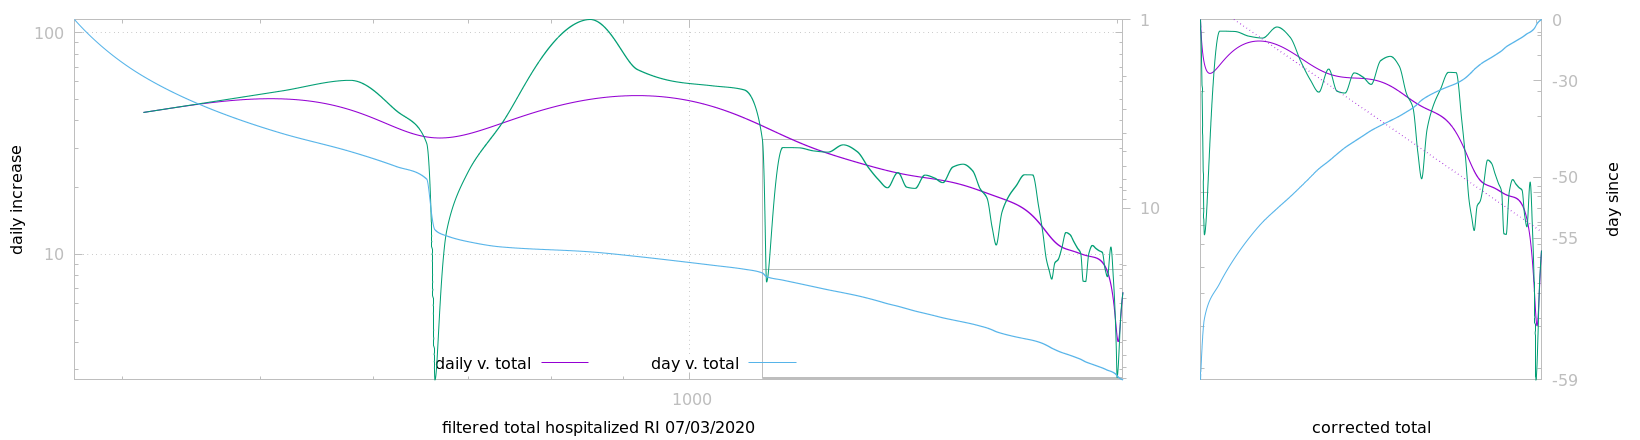 100
10
daily increase
daily v. total
day v. total
1000
filtered total hospitalized RI 07/03/2020
1
10
0
-30
-50
-55
-59
day since
corrected total